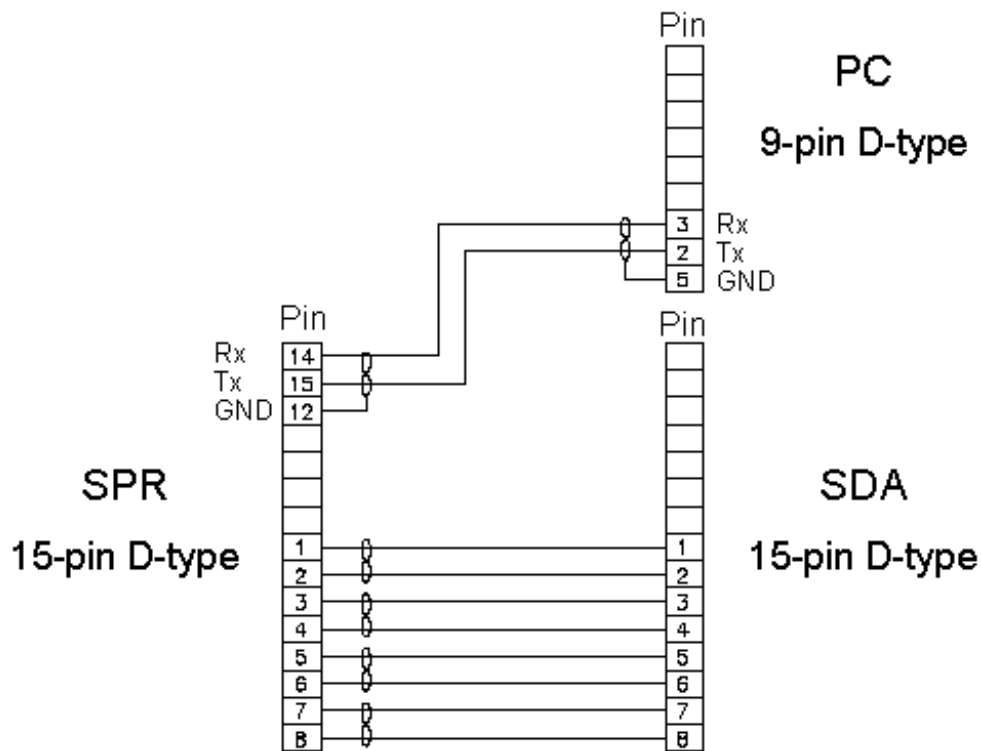 Pin
PC
9-pin D-type
3 Rx
2 Tx
5 GND
Pin
Rx 14
Tx 15
GND 12
SPR
15-pin D-type
1
2
3
4
5
6
7
8
Pin
SDA
15-pin D-type
1
2
3
4
5
6
7
8